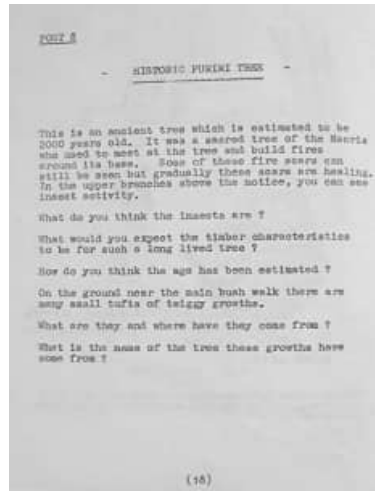 POST 8
- HISTORIC PURIRI TREE -
This is an ancient tree which is estimated to be
2000 years old. It was a sacred tree of the Maoris
who used to meet at the tree and build fires
around its base. Some of these fire scars can
still be seen but gradually these scars are healing.
In the upper branches above the notice, you can see
insect activity.
What do you think the insects are ?
What would you expect the timber characteristics
to be for such a long lived tree ?
How do you think the age has been estimated ?
On the ground near the main bush walk there are
many small tufts of twiggy growths.
What are they and where have they come from ?
What is the name of the tree these growths have
come from ?
(18)